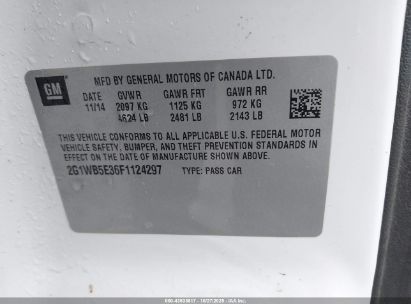 GM
MFD BY GENERAL MOTORS OF CANADA LTD.
DATE GVWR GAWR FRT GAWR RR
11/14 2097 KG 1125 KG 972 KG
4624 LB 2481 LB 2143 LB
THIS VEHICLE CONFORMS TO ALL APPLICABLE U.S. FEDERAL MOTOR
VEHICLE SAFETY, BUMPER, AND THEFT PREVENTION STANDARDS IN
EFFECT ON THE DATE OF MANUFACTURE SHOWN ABOVE.
2G1WB5E36F1124297 TYPE: PASS CAR